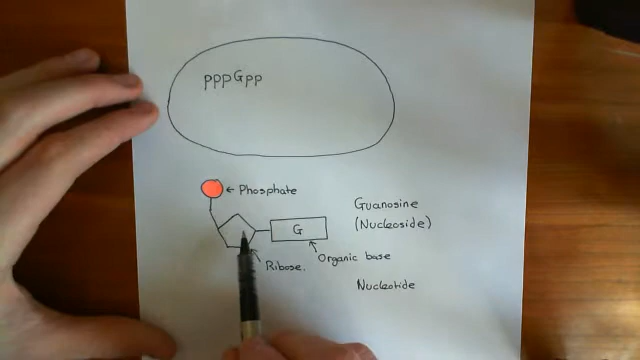 pppGpp
← Phosphate
Guanosine
(Nucleoside)
G
Organic base
Ribose.
Nucleotide